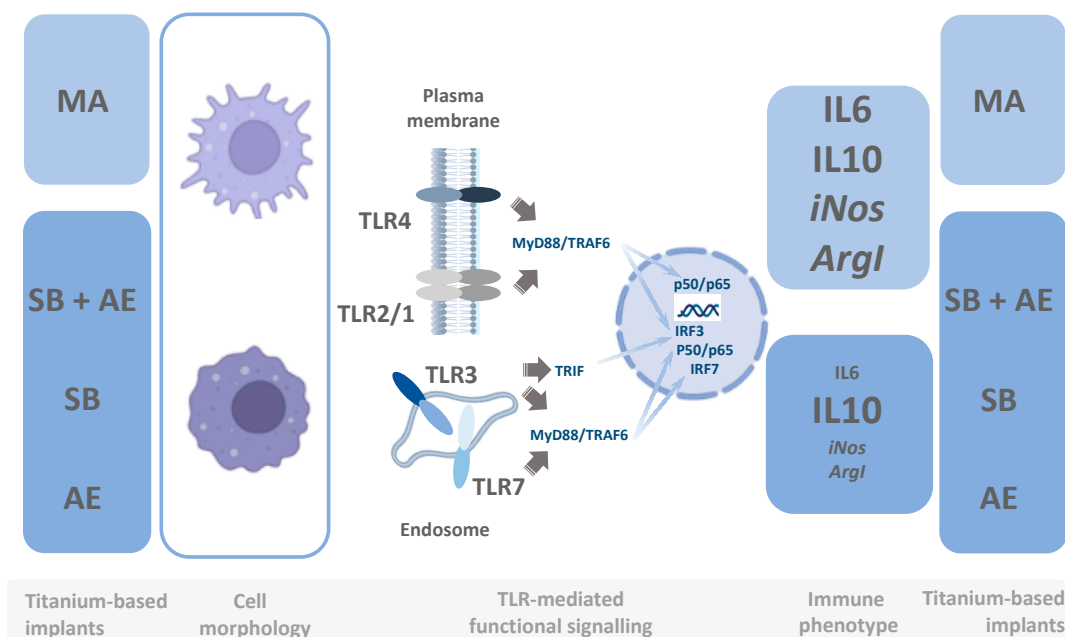 MA
SB + AE
SB
AE
Plasma
membrane
TLR4
TLR2/1
MyD88/TRAF6
TLR3
TRIF
MyD88/TRAF6
TLR7
Endosome
p50/p65
IRF3
P50/p65
IRF7
IL6
IL10
iNos
ArgI
IL6
IL10
iNos
ArgI
MA
SB + AE
SB
AE
Titanium-based
implants
Cell
morphology
TLR-mediated
functional signalling
Immune
phenotype
Titanium-based
implants